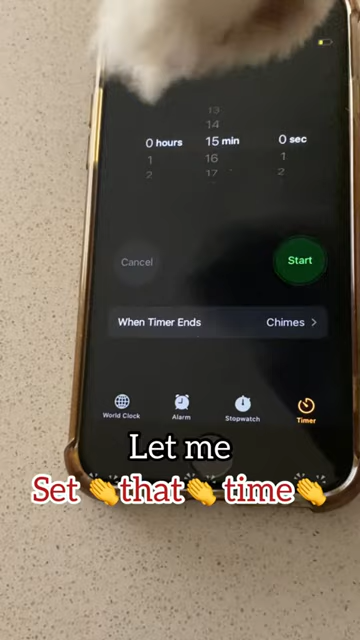 13
14
0 hours 15 min 0 sec
1 16 1
2 17 2
Cancel Start
When Timer Ends Chimes >
World Clock Alarm Stopwatch Timer
Let me
Set 👏that👏 time👏